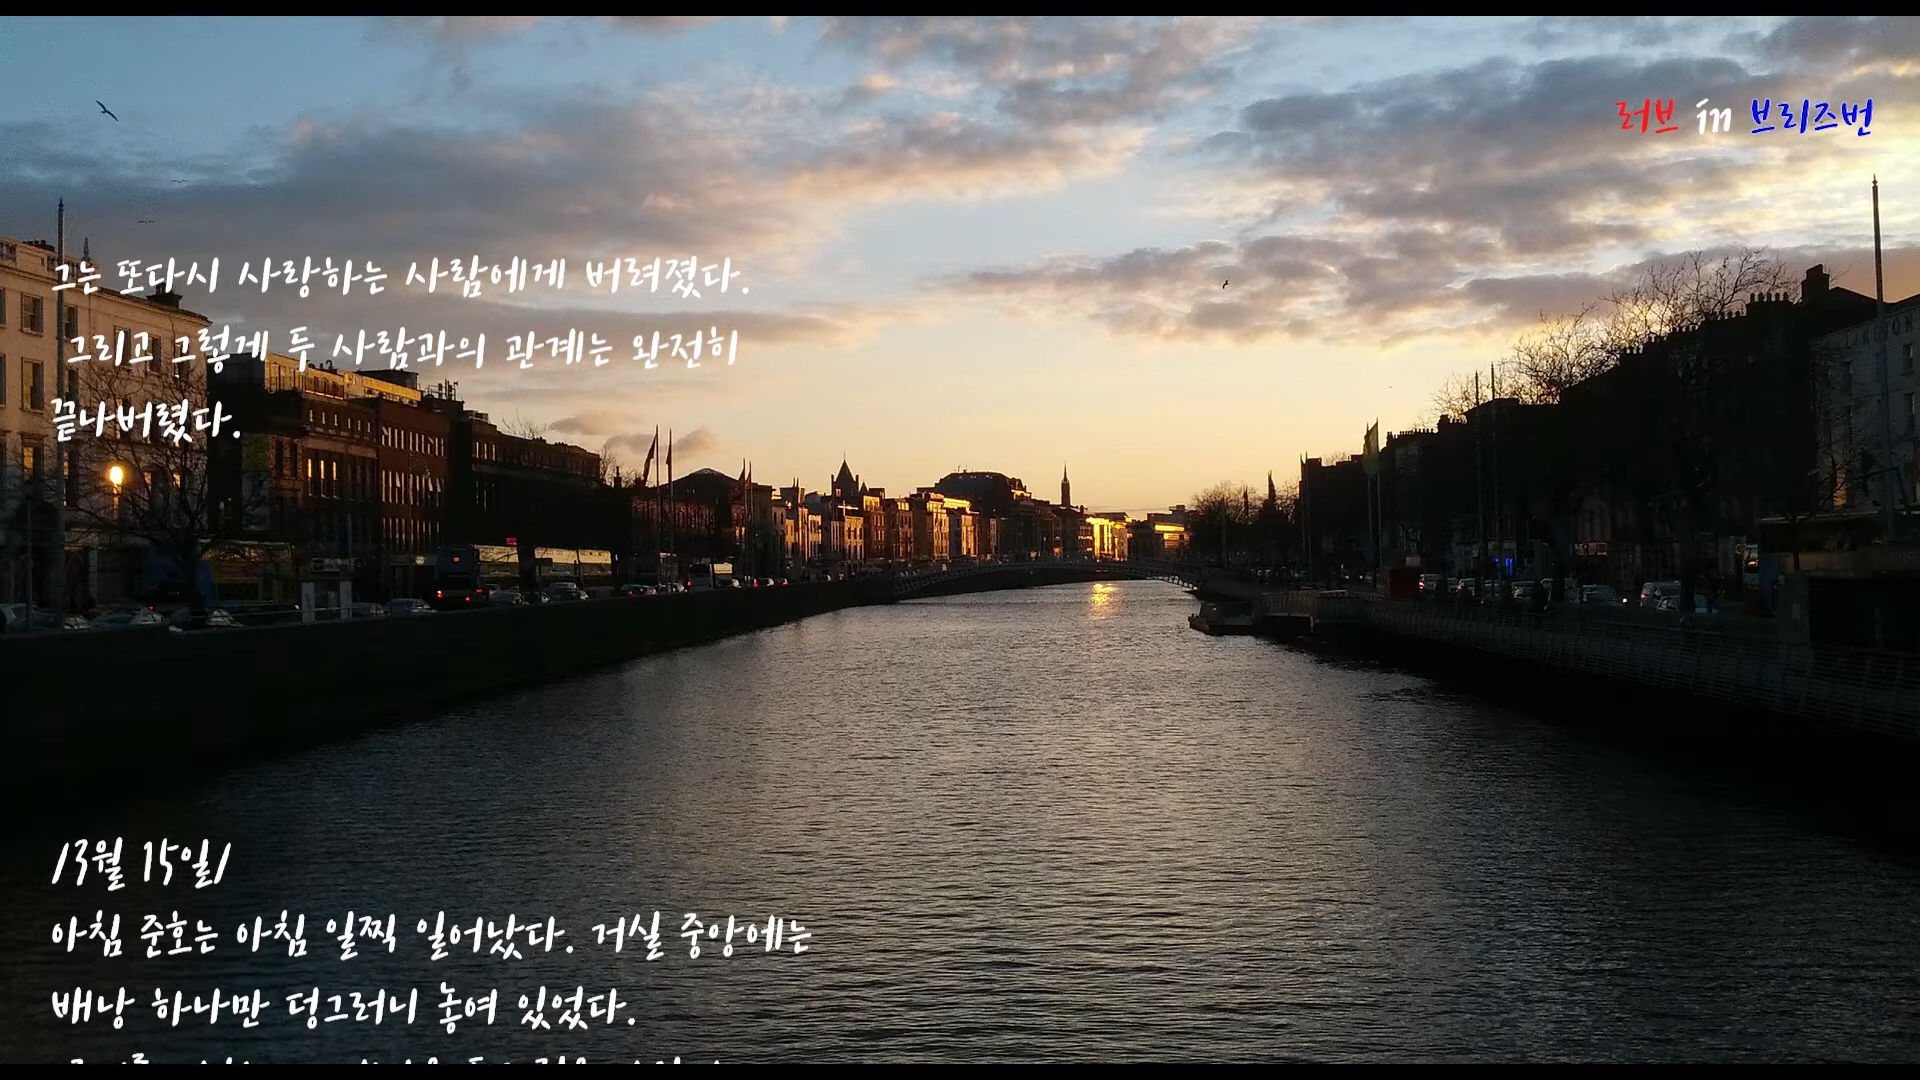 러브 in 브리즈번
그는 또다시 사랑하는 사람에게 버려졌다.
그리고 그렇게 두 사람과의 관계는 완전히
끝나버렸다.
/3월 15일/
아침 준호는 아침 일찍 일어났다. 거실 중앙에는
배낭 하나만 덩그러니 놓여 있었다.